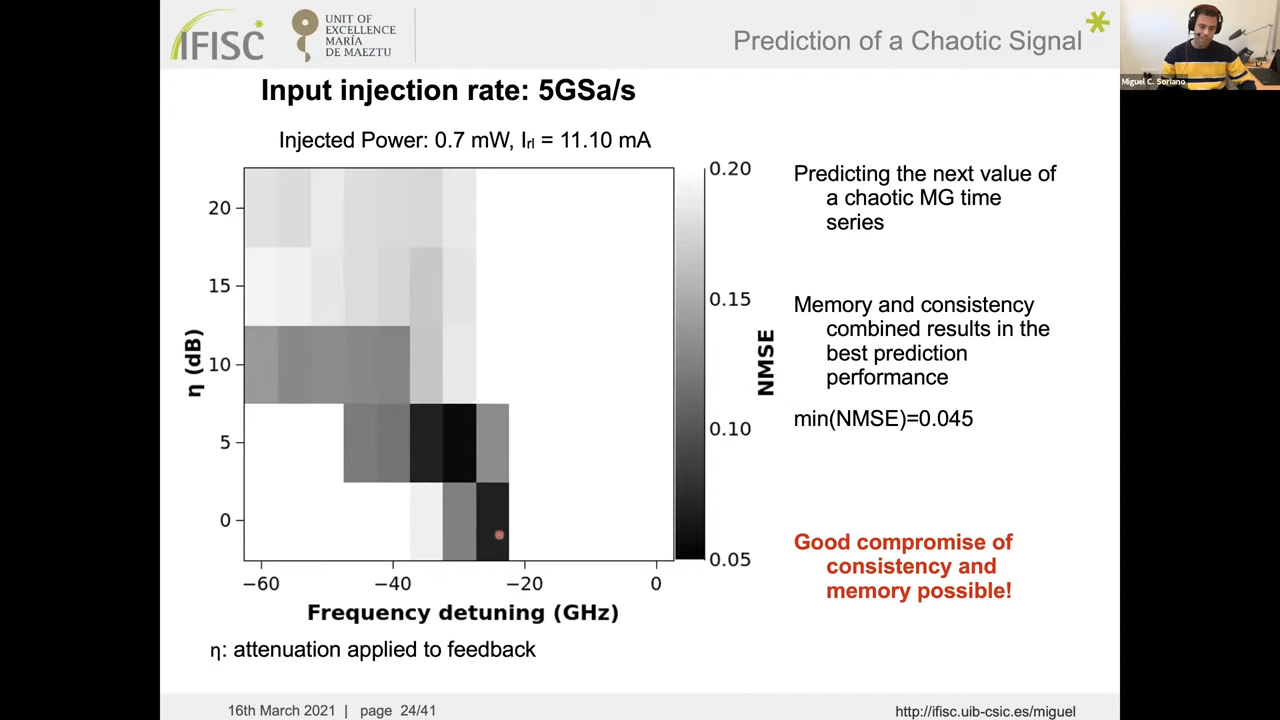 IFISC
UNIT OF
EXCELLENCE
MARÍA
DE MAEZTU
Prediction of a Chaotic Signal
Miguel C. Soriano
Input injection rate: 5GSa/s
Injected Power: 0.7 mW, Irl = 11.10 mA
20
15
10
5
0
η (dB)
−60
−40
−20
0
Frequency detuning (GHz)
0.20
0.15
0.10
0.05
NMSE
η: attenuation applied to feedback
Predicting the next value of
a chaotic MG time
series
Memory and consistency
combined results in the
best prediction
performance
min(NMSE)=0.045
Good compromise of
consistency and
memory possible!
16th March 2021 | page 24/41
http://ifisc.uib-csic.es/miguel